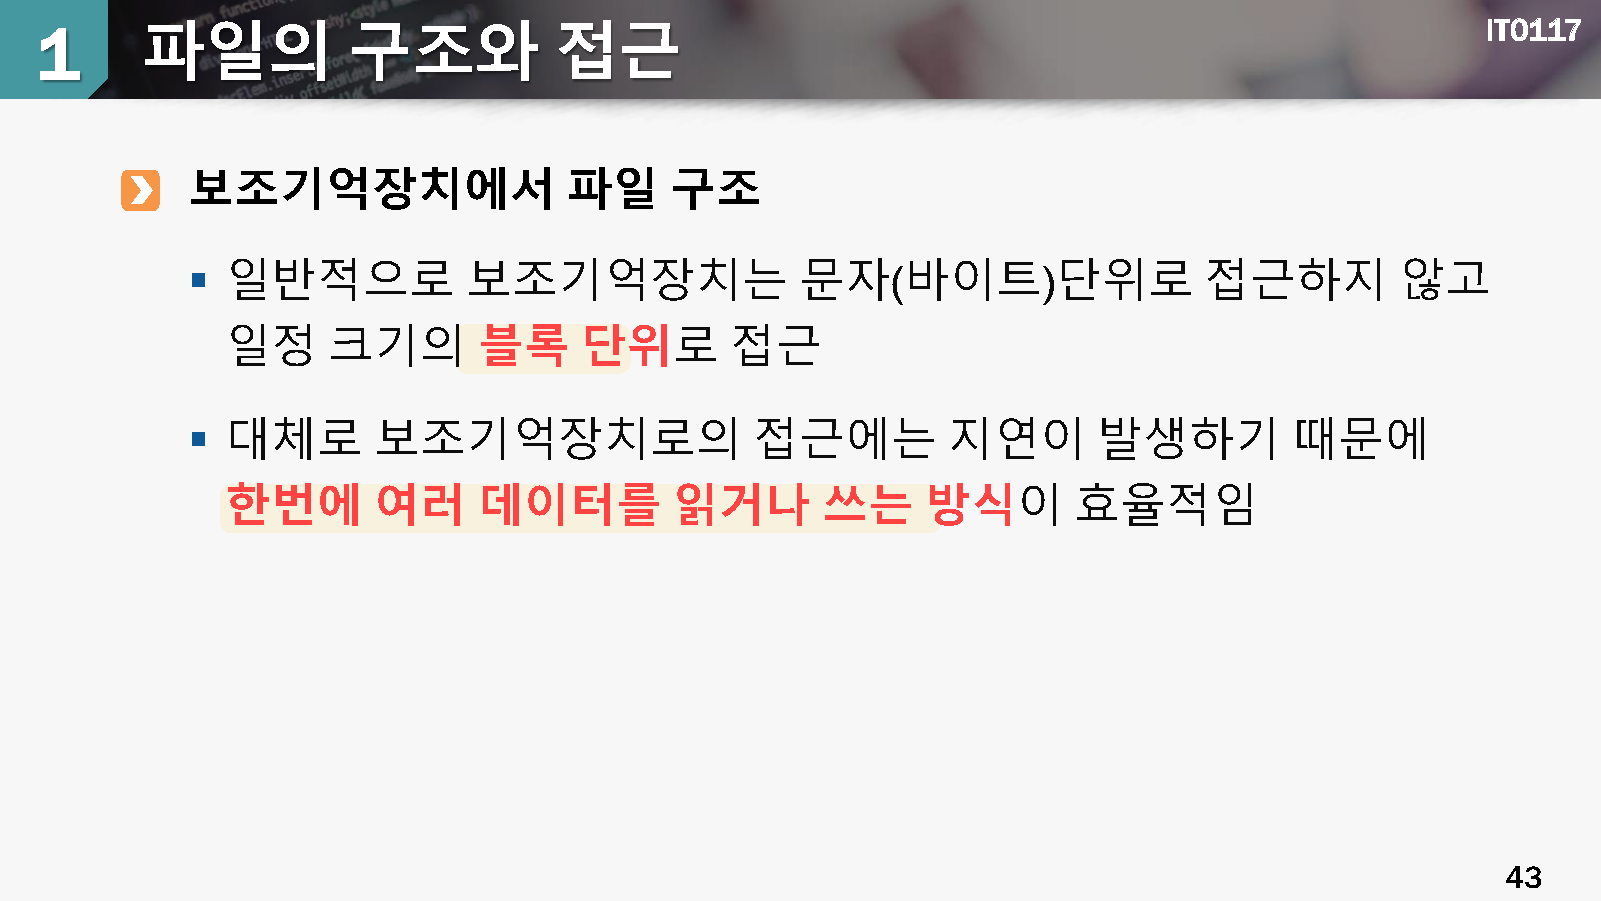 1 파일의 구조와 접근
IT0117
보조기억장치에서 파일 구조
▪ 일반적으로 보조기억장치는 문자(바이트)단위로 접근하지 않고
일정 크기의 블록 단위로 접근
▪ 대체로 보조기억장치로의 접근에는 지연이 발생하기 때문에
한번에 여러 데이터를 읽거나 쓰는 방식이 효율적임
43